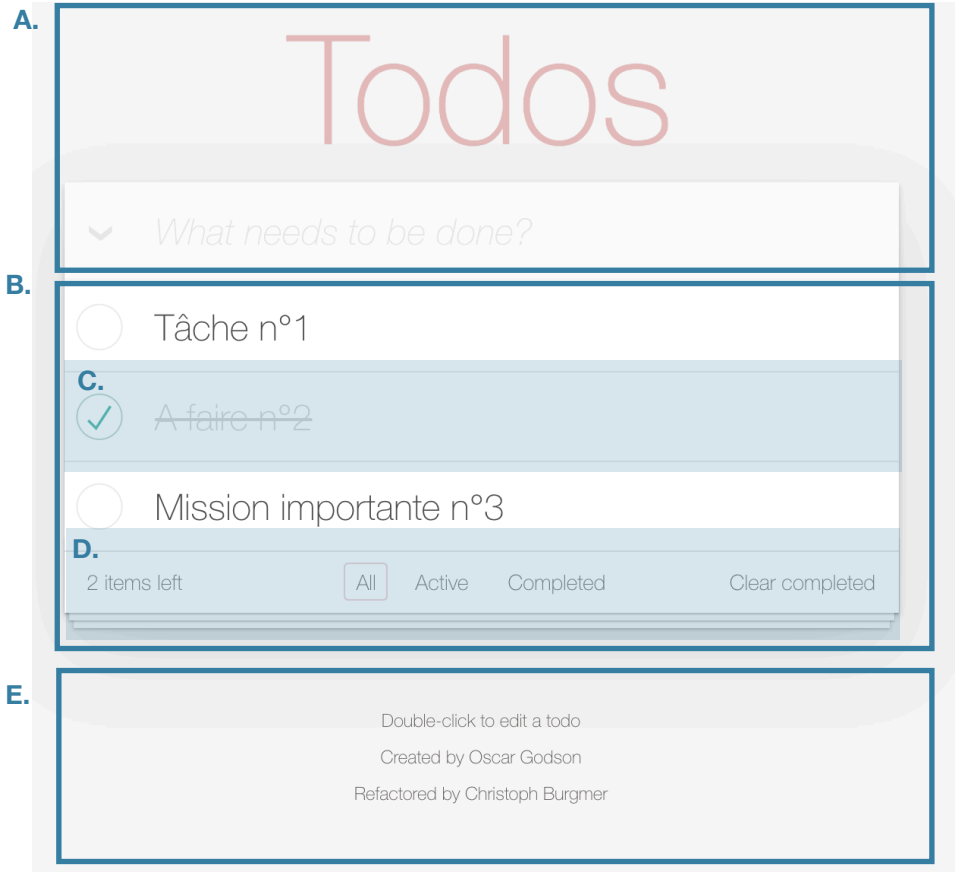 A.
Todos
What needs to be done?
B.
Tâche n°1
C.
A faire n°2
Mission importante n°3
D.
2 items left All Active Completed Clear completed
E.
Double-click to edit a todo
Created by Oscar Godson
Refactored by Christoph Burgmer